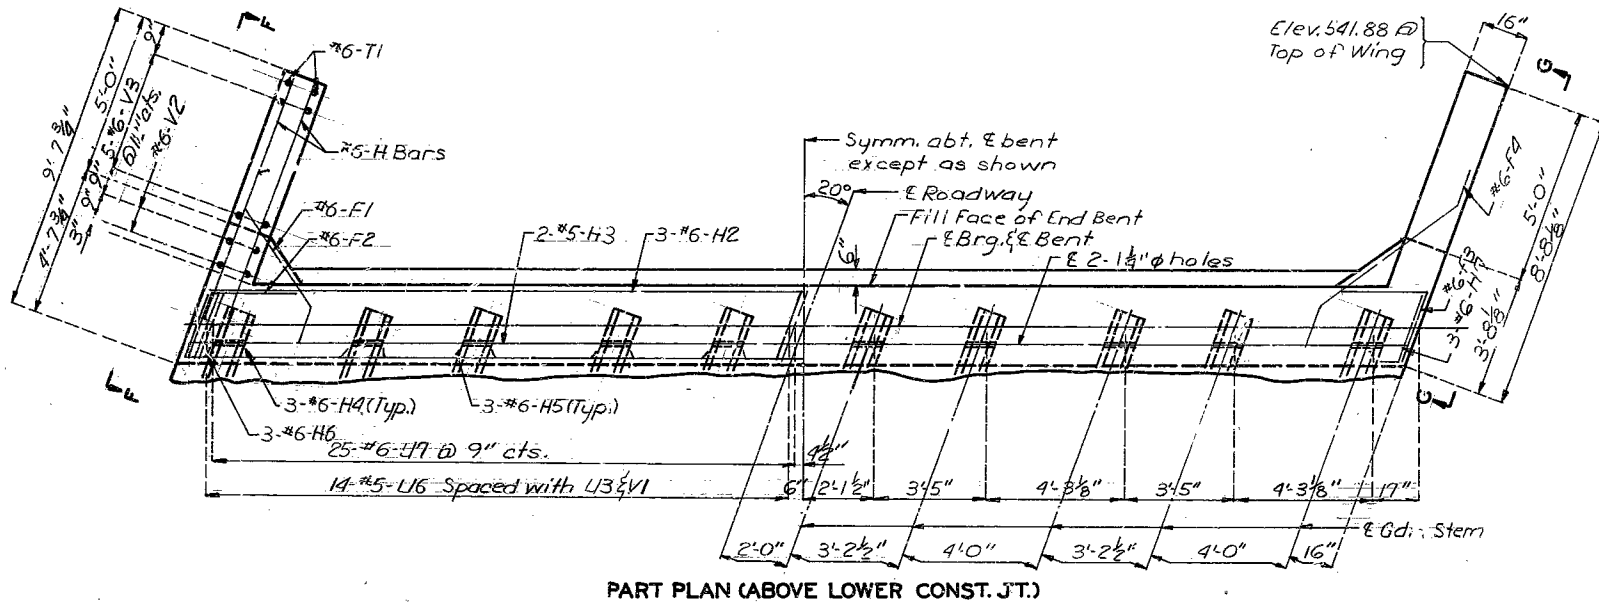 F
#6-T1
9"
5'-0"
5-#6-V3
@ 11" cts.
#6-V2
9'-7 3/4"
9"
9"
3"
4'-7 3/4"
#6-H Bars
#6-F1
#6-F2
2-#5-H3
3-#6-H2
Symm. abt. ℄ bent
except as shown
20°
℄ Roadway
Fill Face of End Bent
℄ Brg. & ℄ Bent
6"
℄ 2-1 1/4" ø holes
Elev. 541.88 @
Top of Wing
16"
G
#6-F4
5'-0"
8'-8 1/8"
#6-F3
3-#6-H1
3'-8 1/8"
G
F
3-#6-H4 (Typ.)
3-#6-H5 (Typ.)
3-#6-H6
25-#6-U7 @ 9" cts.
4 1/2"
14-#5-U6 Spaced with U3 & V1
6"
2'-1 1/2"
3'-5"
4'-3 1/8"
3'-5"
4'-3 1/8"
17"
℄ Gdr. Stem
2'-0"
3'-2 1/2"
4'-0"
3'-2 1/2"
4'-0"
16"
PART PLAN (ABOVE LOWER CONST. JT.)